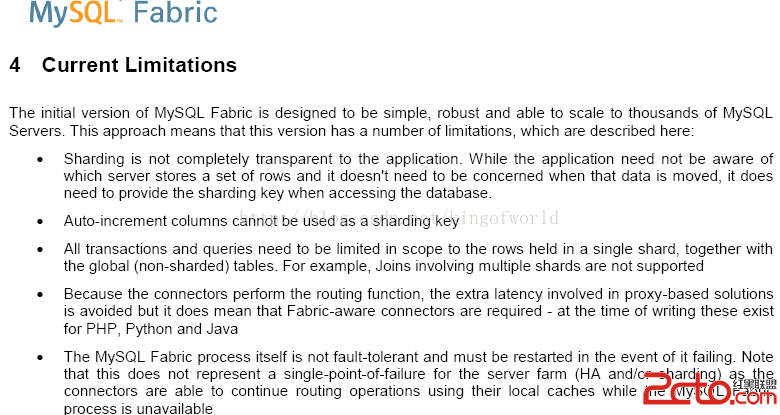 MySQL™ Fabric
4 Current Limitations
The initial version of MySQL Fabric is designed to be simple, robust and able to scale to thousands of MySQL
Servers. This approach means that this version has a number of limitations, which are described here:
• Sharding is not completely transparent to the application. While the application need not be aware of
which server stores a set of rows and it doesn't need to be concerned when that data is moved, it does
need to provide the sharding key when accessing the database.
• Auto-increment columns cannot be used as a sharding key
http://blog.csdn.net/kingofworld
• All transactions and queries need to be limited in scope to the rows held in a single shard, together with
the global (non-sharded) tables. For example, Joins involving multiple shards are not supported
• Because the connectors perform the routing function, the extra latency involved in proxy-based solutions
is avoided but it does mean that Fabric-aware connectors are required - at the time of writing these exist
for PHP, Python and Java
• The MySQL Fabric process itself is not fault-tolerant and must be restarted in the event of it failing. Note
that this does not represent a single-point-of-failure for the server farm (HA and/or sharding) as the
connectors are able to continue routing operations using their local caches while the MySQL Fabric
process is unavailable
2cto.com
红黑联盟